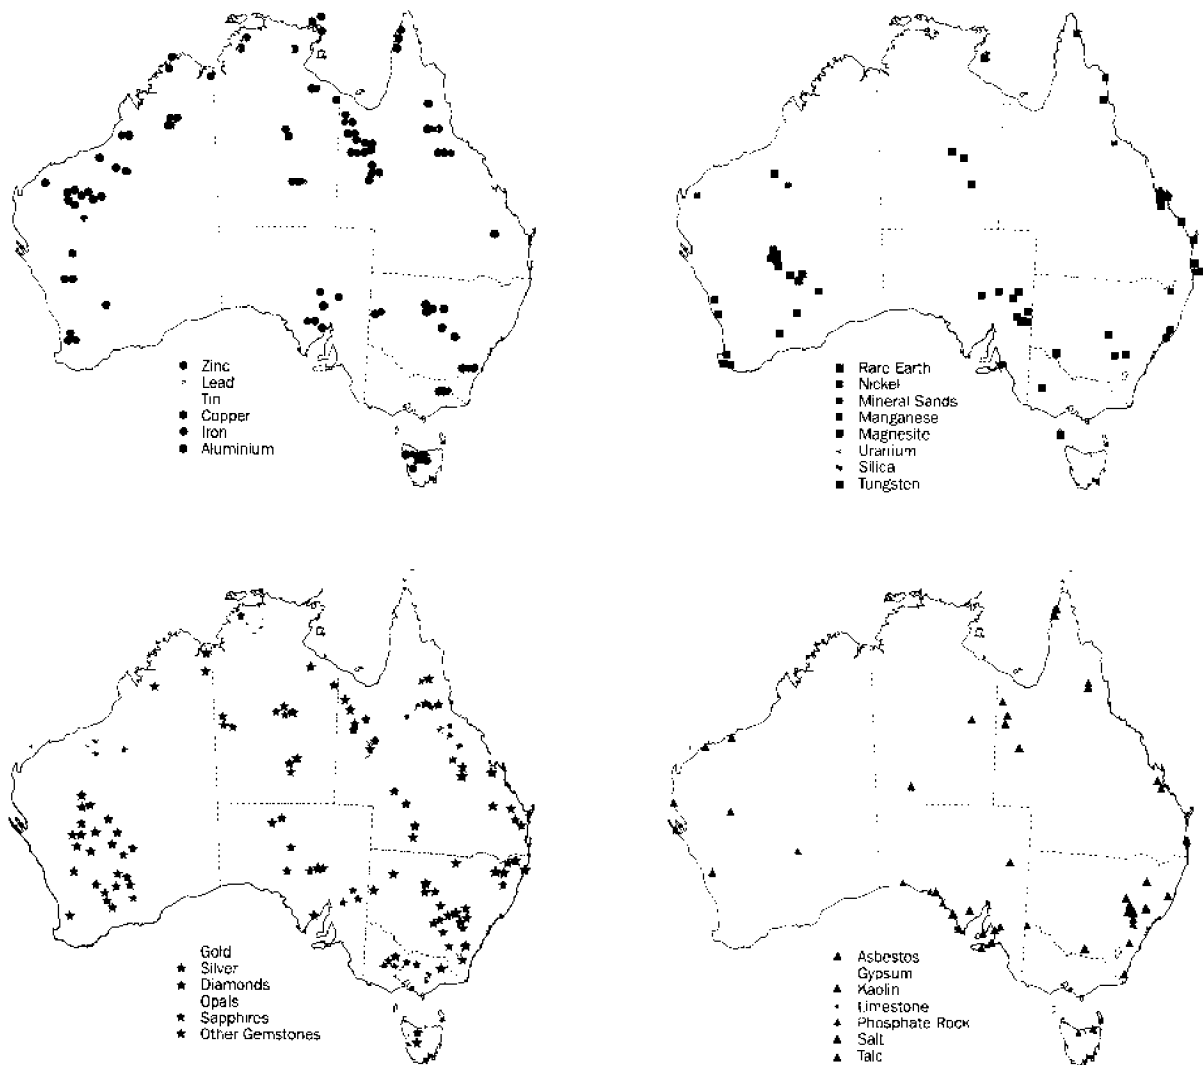 Zinc
Lead
Tin
Copper
Iron
Aluminium
Rare Earth
Nickel
Mineral Sands
Manganese
Magnesite
Uranium
Silica
Tungsten
Gold
Silver
Diamonds
Opals
Sapphires
Other Gemstones
Asbestos
Gypsum
Kaolin
Limestone
Phosphate Rock
Salt
Talc